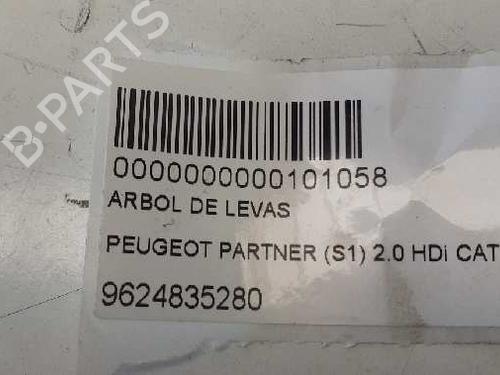 B-PARTS
0000000000101058
ARBOL DE LEVAS
PEUGEOT PARTNER (S1) 2.0 HDi CAT
9624835280